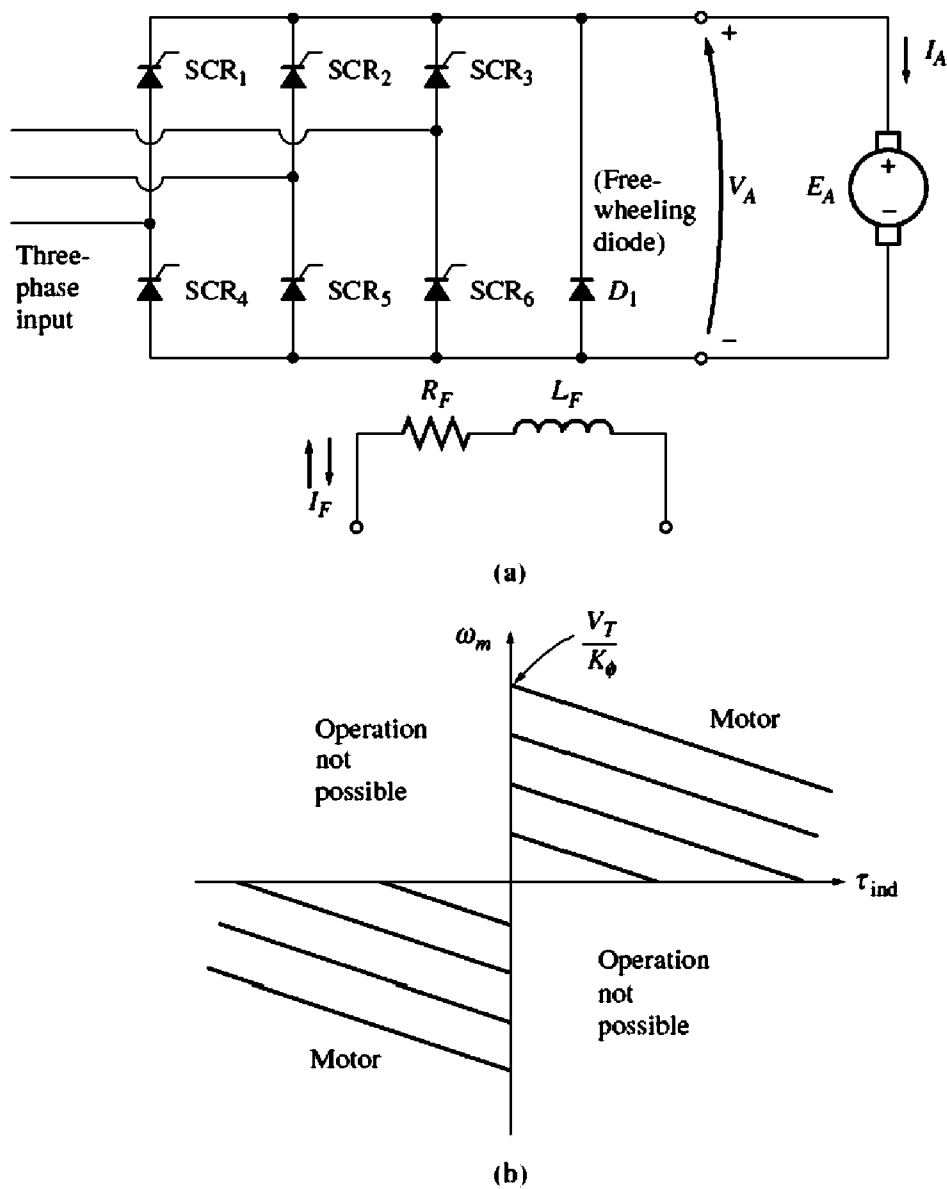 SCR₁
SCR₂
SCR₃
+
I_A
(Free-
wheeling
diode)
V_A
E_A
+
−
Three-
phase
input
SCR₄
SCR₅
SCR₆
D₁
−
R_F
L_F
I_F
(a)
ω_m
V_T
K_ϕ
Motor
Operation
not
possible
τ_ind
Operation
not
possible
Motor
(b)